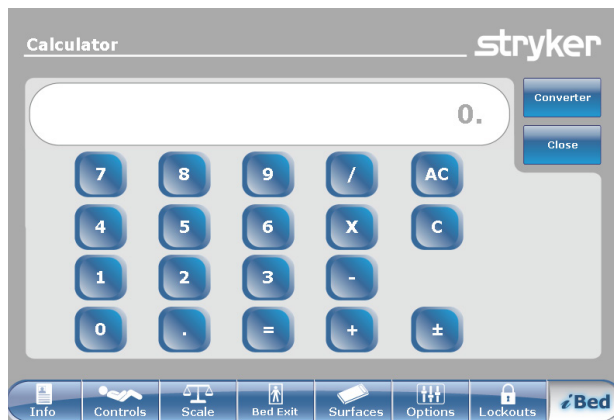 Calculator
stryker
0.
Converter
Close
7 8 9 / AC
4 5 6 X C
1 2 3 -
0 . = + ±
Info Controls Scale Bed Exit Surfaces Options Lockouts iBed